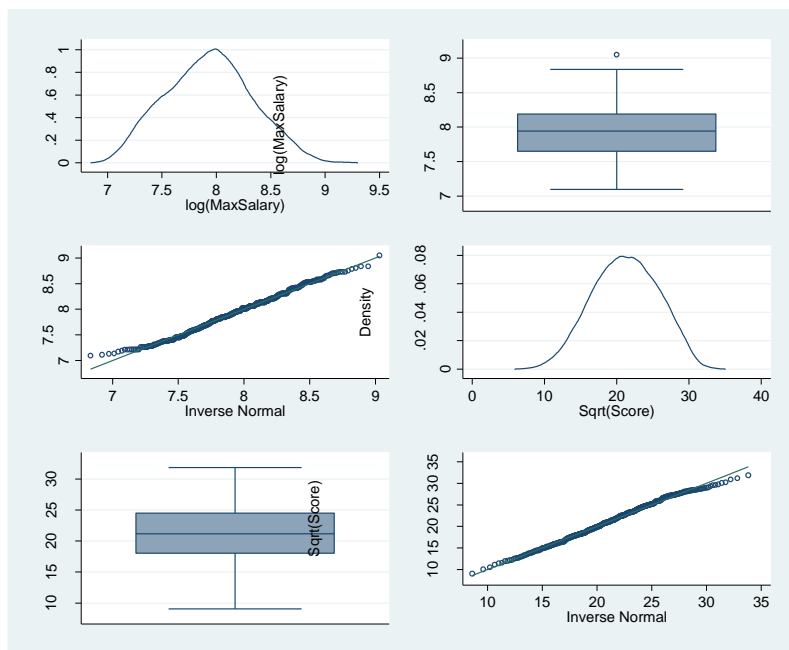 0 .2 .4 .6 .8 1
7 7.5 8 8.5 9 9.5
log(MaxSalary)
log(MaxSalary)
7 7.5 8 8.5 9
7 7.5 8 8.5 9
7 7.5 8 8.5 9
Inverse Normal
Density
0 .02 .04 .06 .08
0 10 20 30 40
Sqrt(Score)
10 15 20 25 30
Sqrt(Score)
10 15 20 25 30 35
10 15 20 25 30 35
Inverse Normal